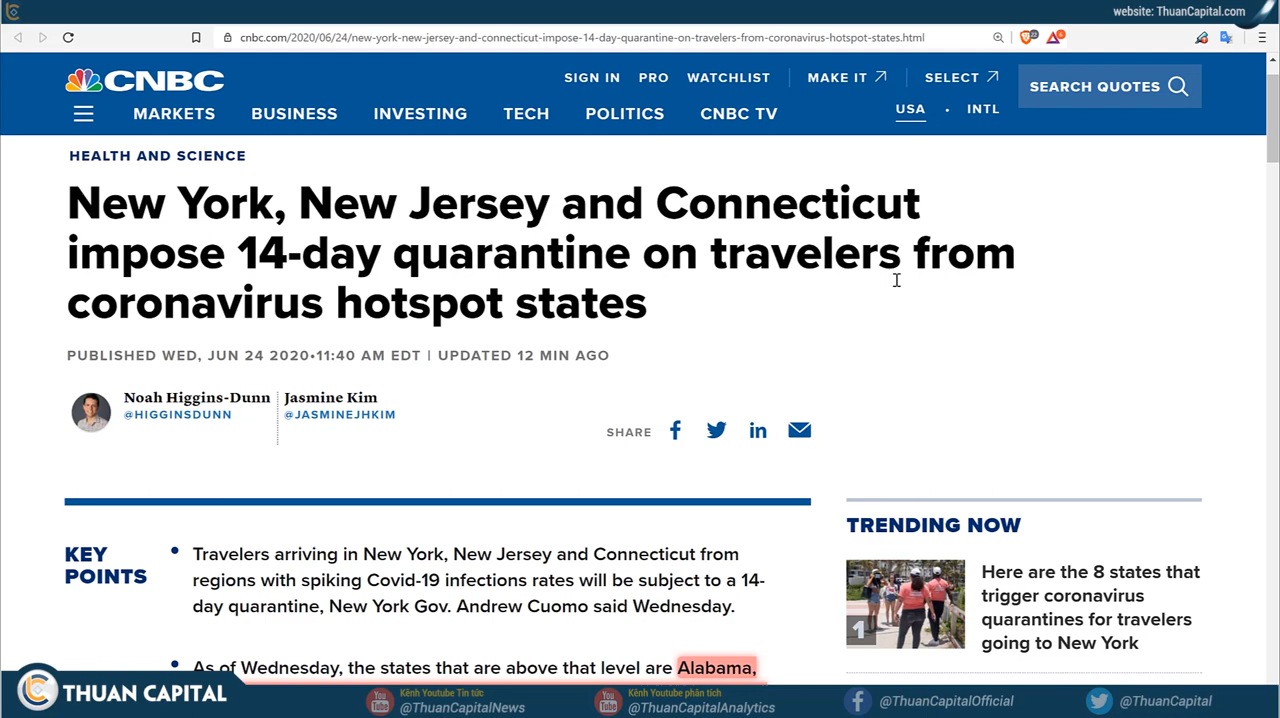 website: ThuanCapital.com
cnbc.com/2020/06/24/new-york-new-jersey-and-connecticut-impose-14-day-quarantine-on-travelers-from-coronavirus-hotspot-states.html
CNBC
SIGN IN PRO WATCHLIST MAKE IT SELECT
SEARCH QUOTES
MARKETS BUSINESS INVESTING TECH POLITICS CNBC TV
USA • INTL
HEALTH AND SCIENCE
New York, New Jersey and Connecticut
impose 14-day quarantine on travelers from
coronavirus hotspot states
PUBLISHED WED, JUN 24 2020•11:40 AM EDT | UPDATED 12 MIN AGO
Noah Higgins-Dunn
@HIGGINSDUNN
Jasmine Kim
@JASMINEJHKIM
SHARE
KEY
POINTS
Travelers arriving in New York, New Jersey and Connecticut from
regions with spiking Covid-19 infections rates will be subject to a 14-
day quarantine, New York Gov. Andrew Cuomo said Wednesday.
As of Wednesday, the states that are above that level are Alabama,
TRENDING NOW
1
Here are the 8 states that
trigger coronavirus
quarantines for travelers
going to New York
THUAN CAPITAL
You Tube
Kênh Youtube Tin tức
@ThuanCapitalNews
You Tube
Kênh Youtube phân tích
@ThuanCapitalAnalytics
@ThuanCapitalOfficial
@ThuanCapital